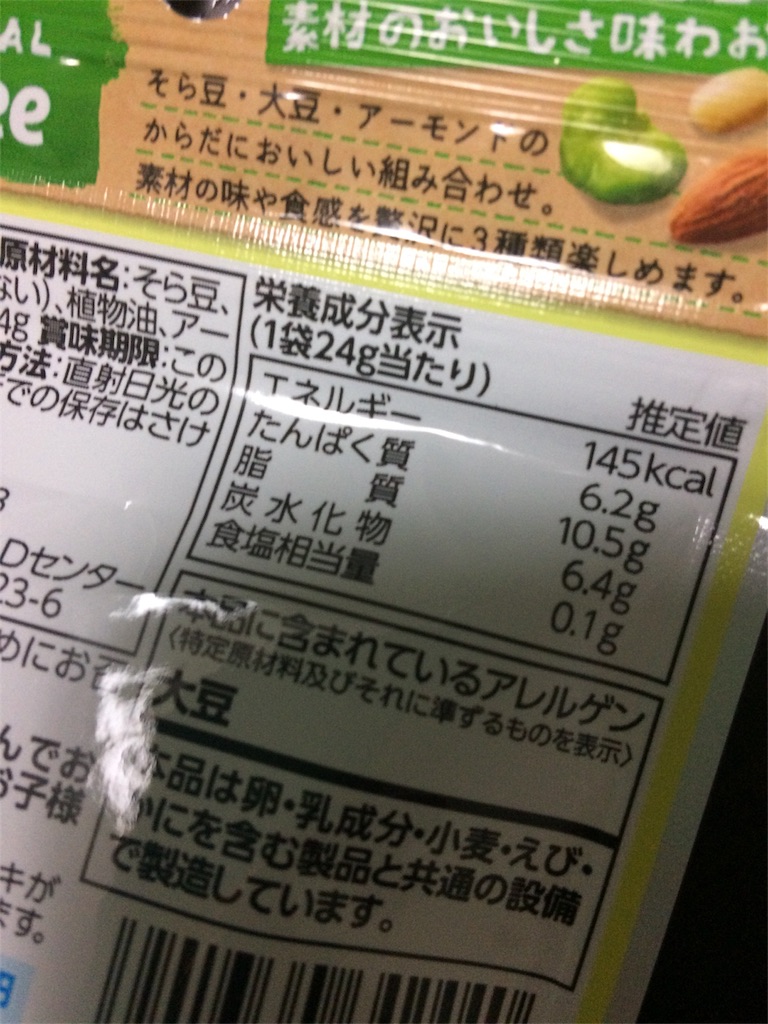 AL
ee
素材のおいしさ味わお
そら豆・大豆・アーモンドの
からだにおいしい組み合わせ。
素材の味や食感を贅沢に3種類楽しめます。
原材料名:そら豆、
ない)、植物油、アー
4g 賞味期限:この
方法:直射日光の
での保存はさけ
Dセンター
23-6
めにお召
んでお
お子様
キが
ます。
円
栄養成分表示
(1袋24g当たり)
推定値
エネルギー 145kcal
たんぱく質 6.2g
脂質 10.5g
炭水化物 6.4g
食塩相当量 0.1g
本品に含まれているアレルゲン
〈特定原材料及びそれに準ずるものを表示〉
大豆
本品は卵・乳成分・小麦・えび・
かにを含む製品と共通の設備
で製造しています。